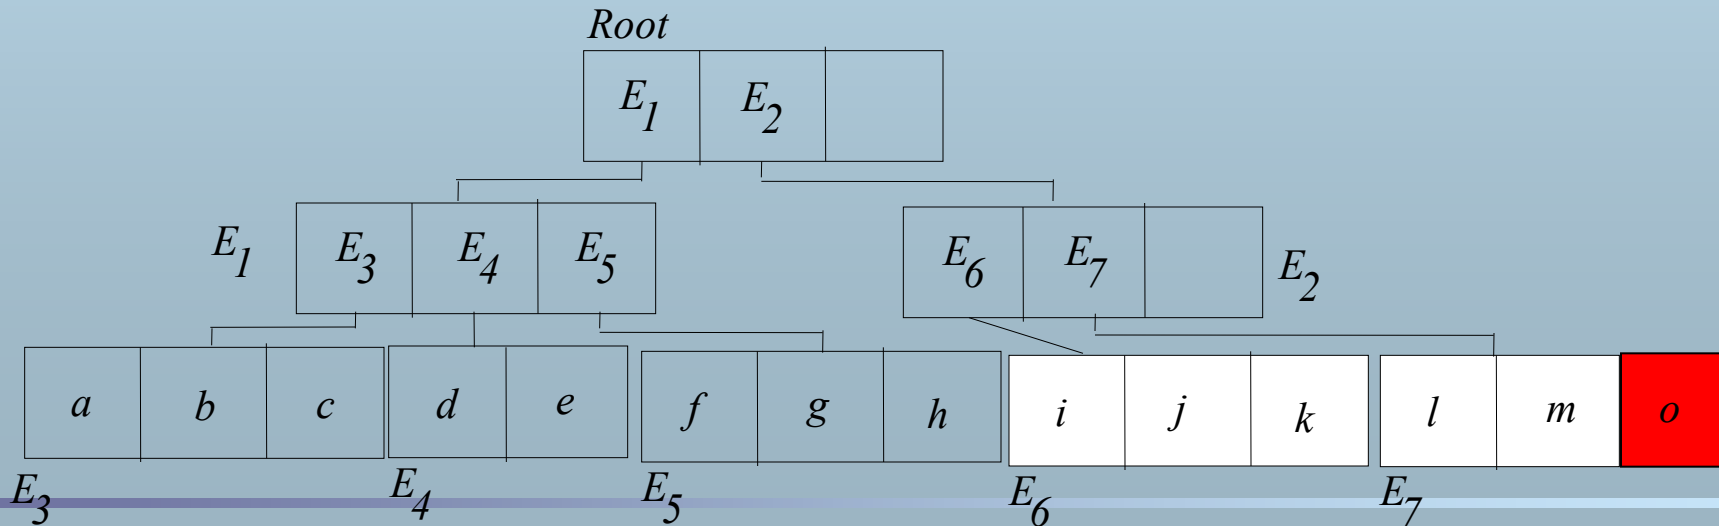 Root
E1 E2
E1 E3 E4 E5 E6 E7 E2
a b c d e f g h i j k l m o
E3 E4 E5 E6 E7